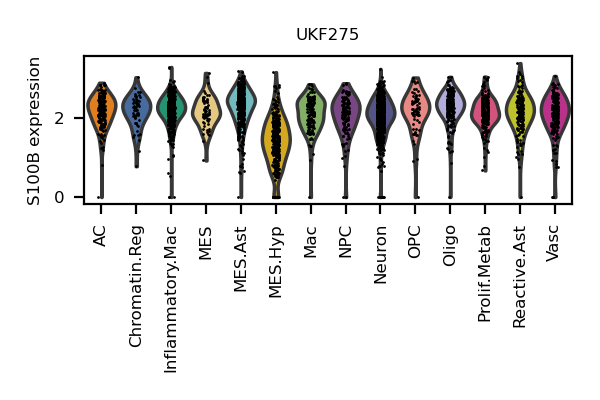 UKF275
S100B expression
2
0
AC
Chromatin.Reg
Inflammatory.Mac
MES
MES.Ast
MES.Hyp
Mac
NPC
Neuron
OPC
Oligo
Prolif.Metab
Reactive.Ast
Vasc